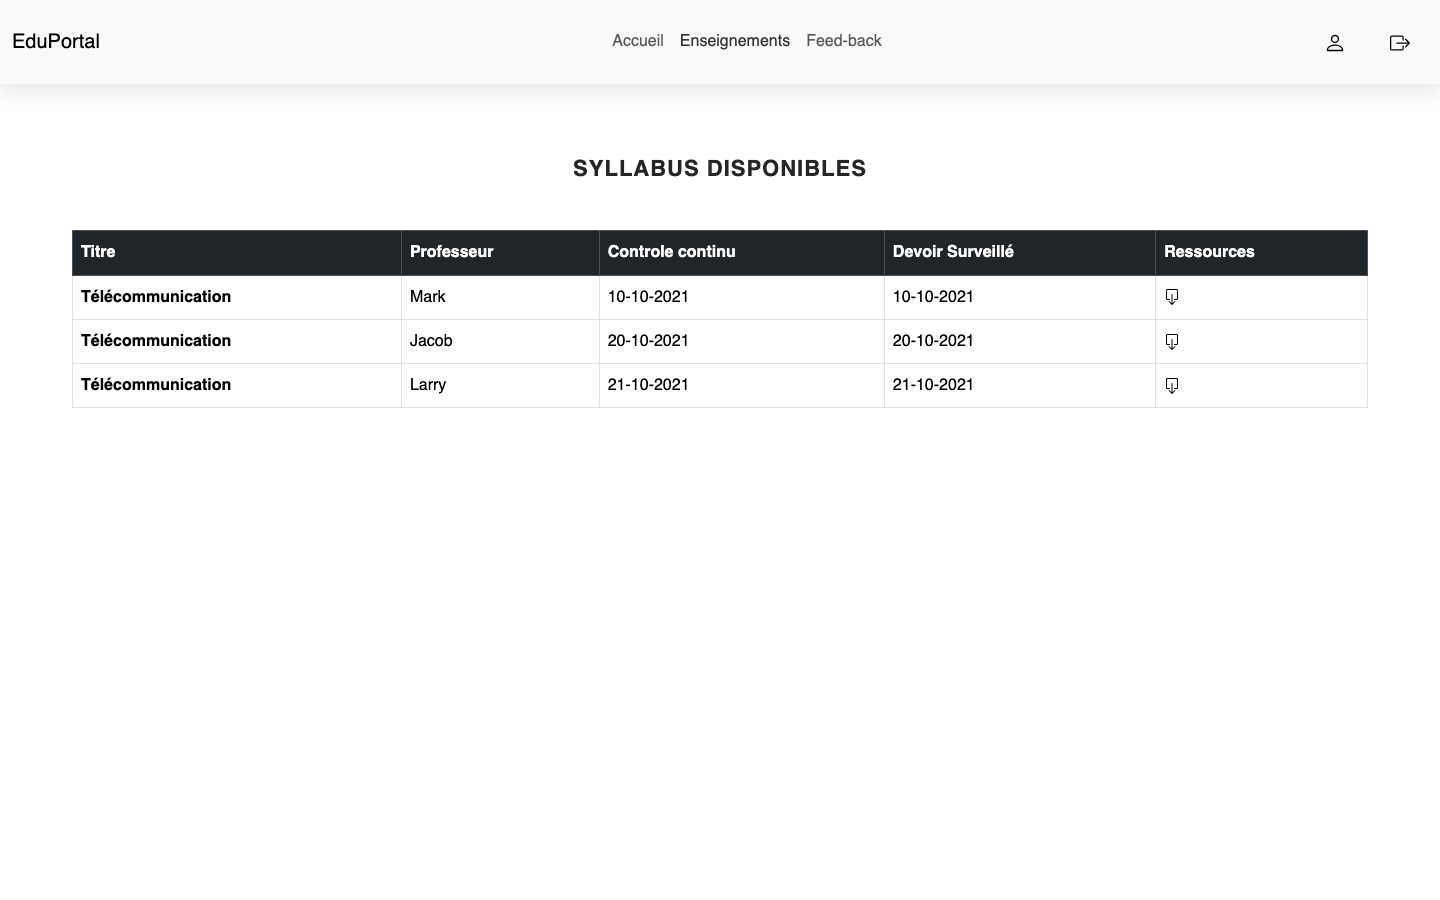 EduPortal
Accueil Enseignements Feed-back
SYLLABUS DISPONIBLES
Titre Professeur Controle continu Devoir Surveillé Ressources
Télécommunication Mark 10-10-2021 10-10-2021
Télécommunication Jacob 20-10-2021 20-10-2021
Télécommunication Larry 21-10-2021 21-10-2021